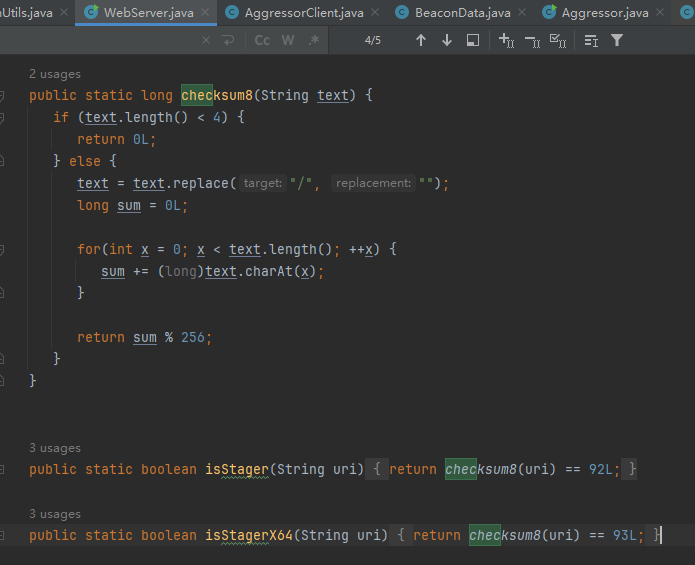 nUtils.java WebServer.java AggressorClient.java BeaconData.java Aggressor.java
Cc W .* 4/5
2 usages
public static long checksum8(String text) {
if (text.length() < 4) {
return 0L;
} else {
text = text.replace( target: "/", replacement: "");
long sum = 0L;
for(int x = 0; x < text.length(); ++x) {
sum += (long)text.charAt(x);
}
return sum % 256;
}
}
3 usages
public static boolean isStager(String uri) { return checksum8(uri) == 92L; }
3 usages
public static boolean isStagerX64(String uri) { return checksum8(uri) == 93L; }